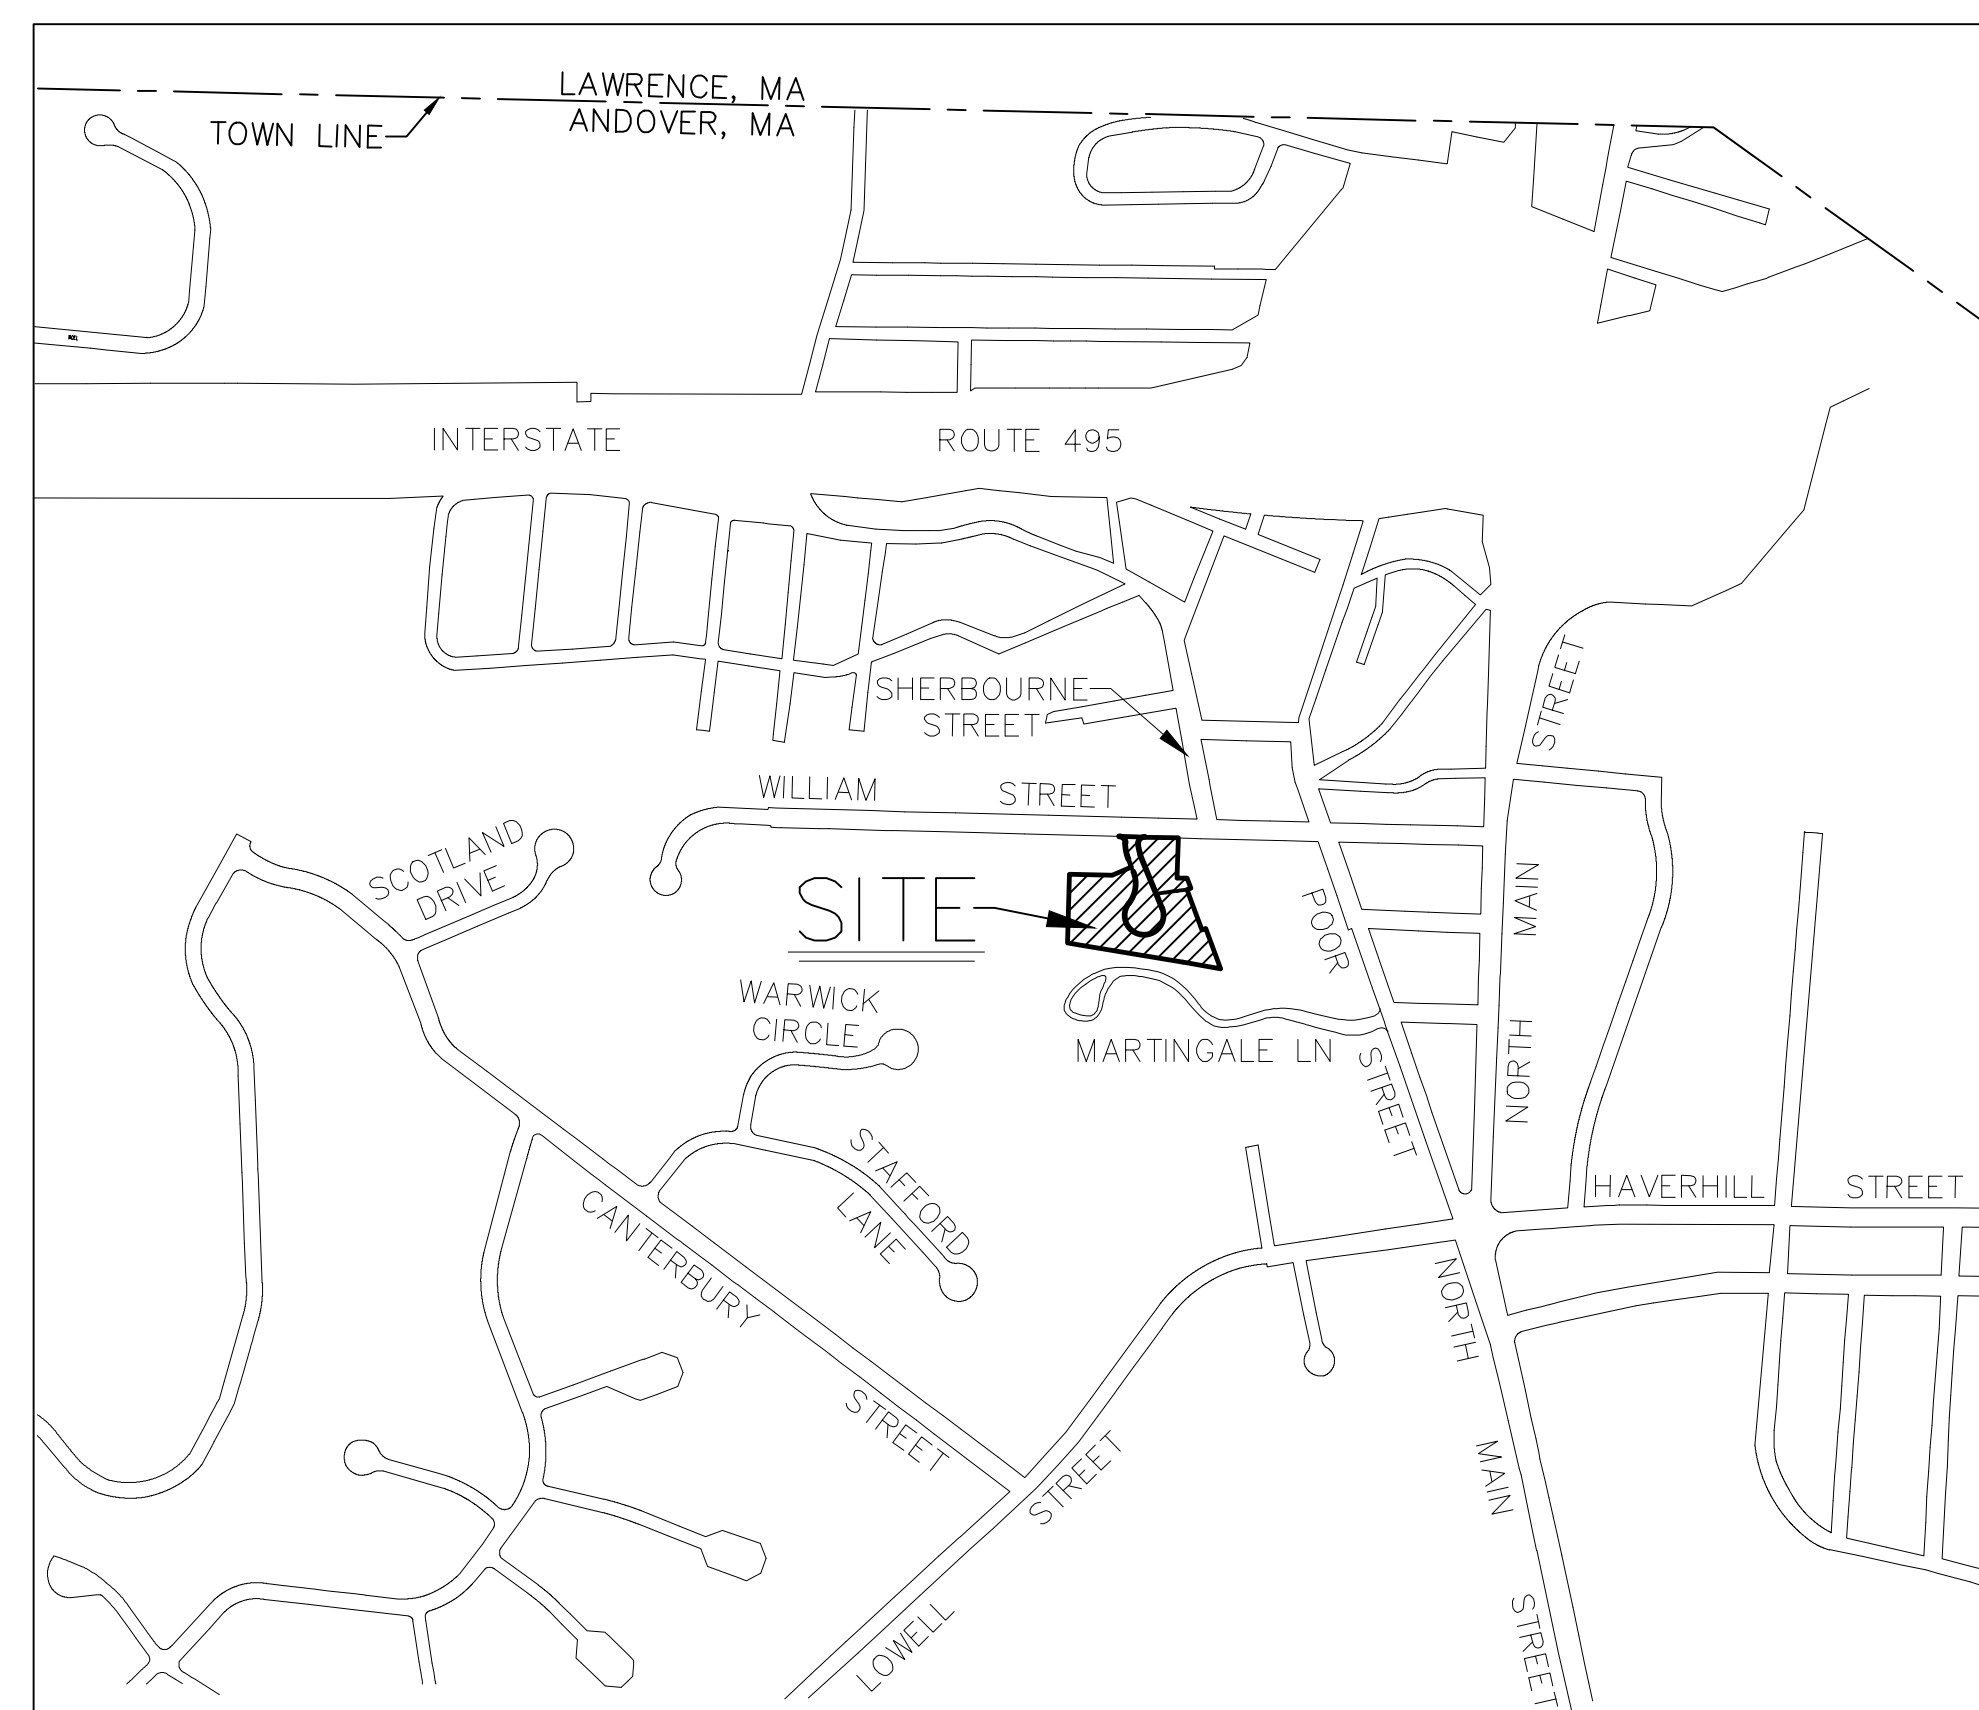 LAWRENCE, MA
ANDOVER, MA
TOWN LINE
INTERSTATE ROUTE 495
STREET
SHERBOURNE
STREET
WILLIAM STREET
SCOTLAND
DRIVE
SITE
POOR
STREET
NORTH MAIN
WARWICK
CIRCLE
MARTINGALE LN
STAFFORD
LANE
HAVERHILL STREET
CANTERBURY
STREET
NORTH
MAIN
STREET
LOWELL STREET